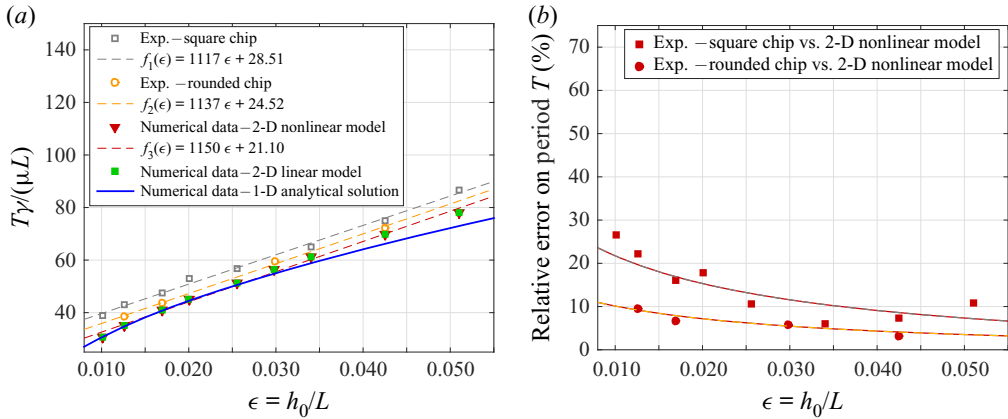 (a)
140
120
100
80
60
40
Tγ/(μL)
Exp. – square chip
f₁(ϵ) = 1117 ϵ + 28.51
Exp. – rounded chip
f₂(ϵ) = 1137 ϵ + 24.52
Numerical data – 2-D nonlinear model
f₃(ϵ) = 1150 ϵ + 21.10
Numerical data – 2-D linear model
Numerical data – 1-D analytical solution
0.010 0.020 0.030 0.040 0.050
ϵ = h₀/L
(b)
70
60
50
40
30
20
10
0
Relative error on period T (%)
Exp. – square chip vs. 2-D nonlinear model
Exp. – rounded chip vs. 2-D nonlinear model
0.010 0.020 0.030 0.040 0.050
ϵ = h₀/L